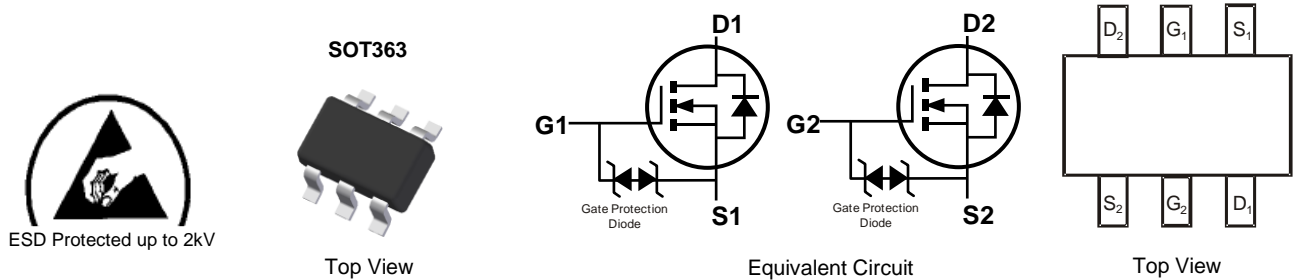 ESD Protected up to 2kV
SOT363
Top View
D1
G1
Gate Protection
Diode
S1
D2
G2
Gate Protection
Diode
S2
Equivalent Circuit
D₂ G₁ S₁
S₂ G₂ D₁
Top View